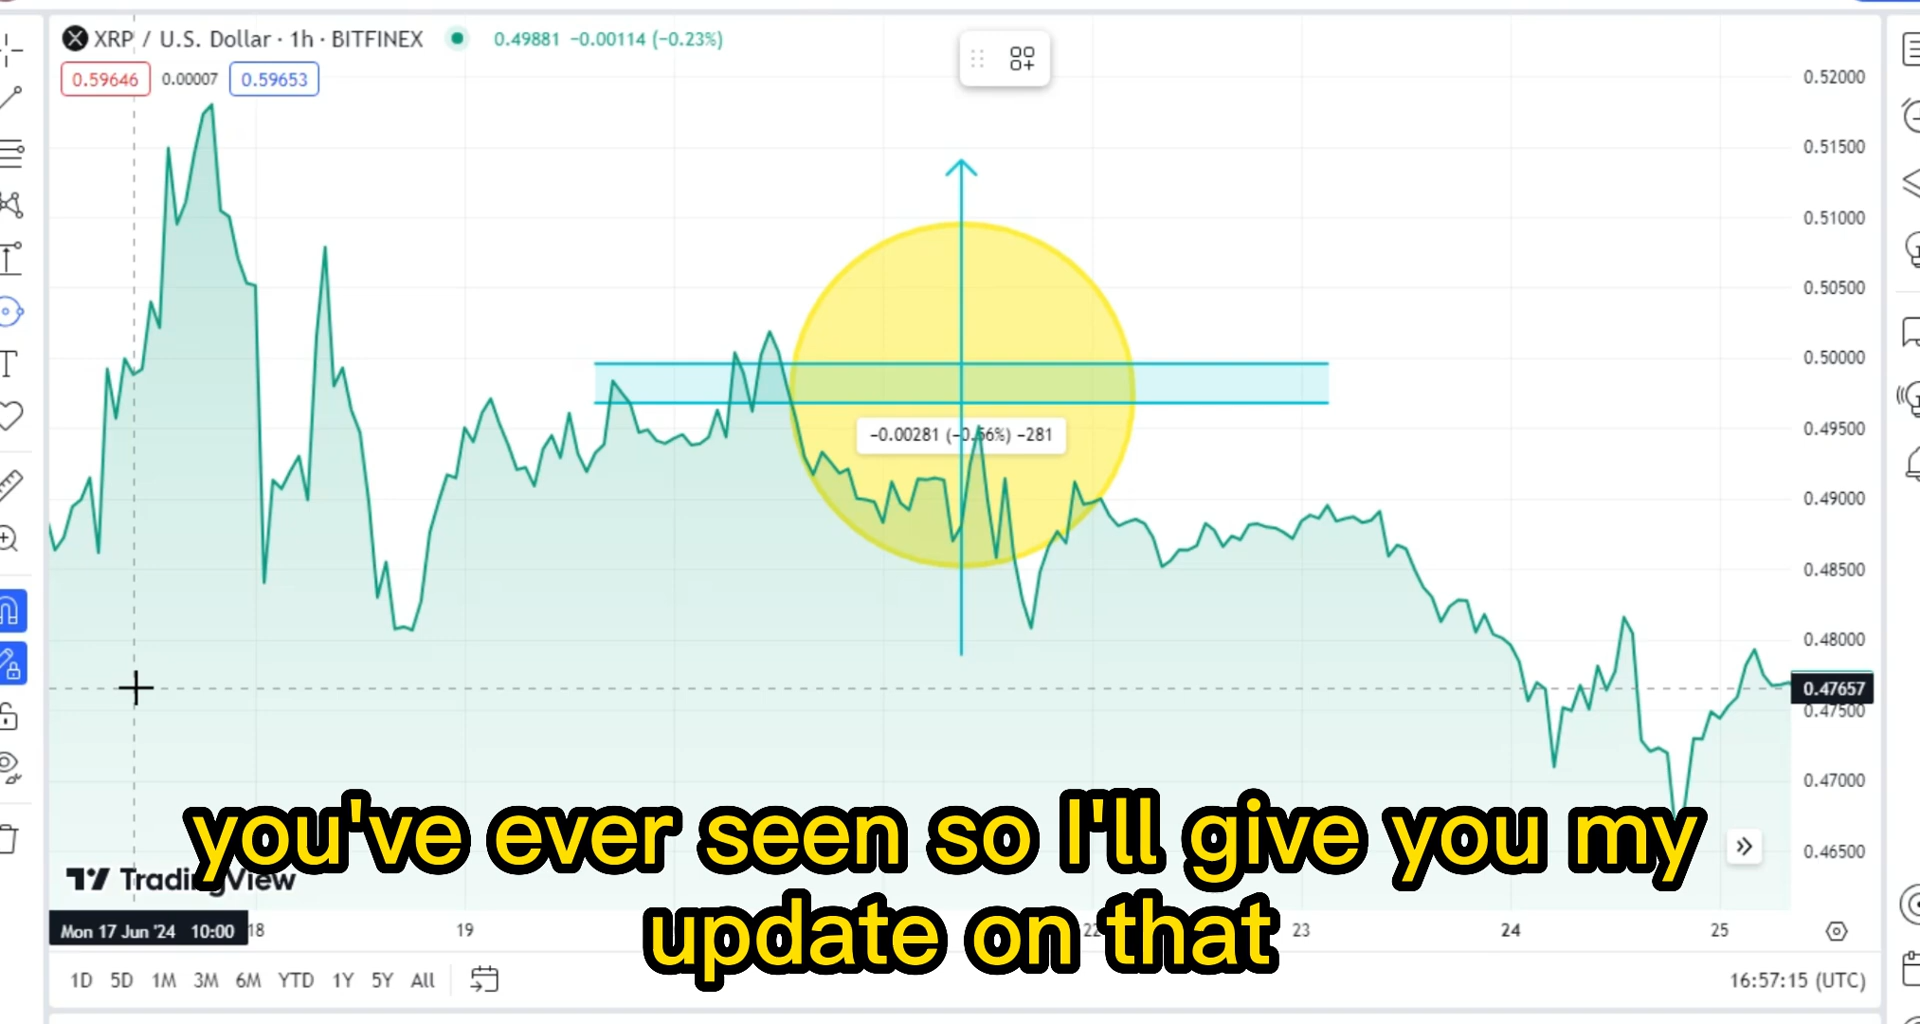 XRP / U.S. Dollar · 1h · BITFINEX 0.49881 −0.00114 (−0.23%)
0.59646 0.00007 0.59653
0.52000
0.51500
0.51000
0.50500
0.50000
0.49500
−0.00281 (−0.56%) −281
0.49000
0.48500
0.48000
0.47657
0.47500
0.47000
0.46500
you've ever seen so I'll give you my
update on that
TradingView
Mon 17 Jun '24 10:00 18 19 22 23 24 25
1D 5D 1M 3M 6M YTD 1Y 5Y All 16:57:15 (UTC)